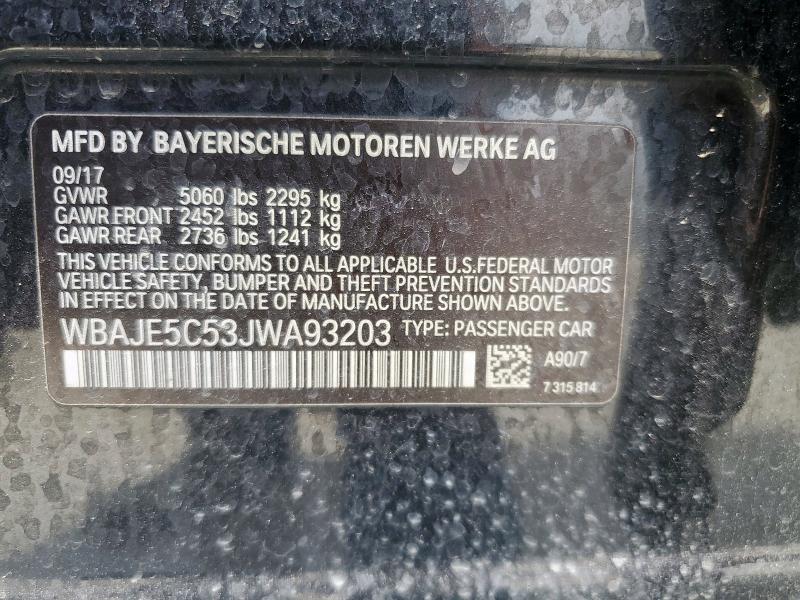 MFD BY BAYERISCHE MOTOREN WERKE AG
09/17
GVWR 5060 lbs 2295 kg
GAWR FRONT 2452 lbs 1112 kg
GAWR REAR 2736 lbs 1241 kg
THIS VEHICLE CONFORMS TO ALL APPLICABLE U.S.FEDERAL MOTOR
VEHICLE SAFETY, BUMPER AND THEFT PREVENTION STANDARDS
IN EFFECT ON THE DATE OF MANUFACTURE SHOWN ABOVE.
WBAJE5C53JWA93203 TYPE: PASSENGER CAR
A90/7
7 315 814